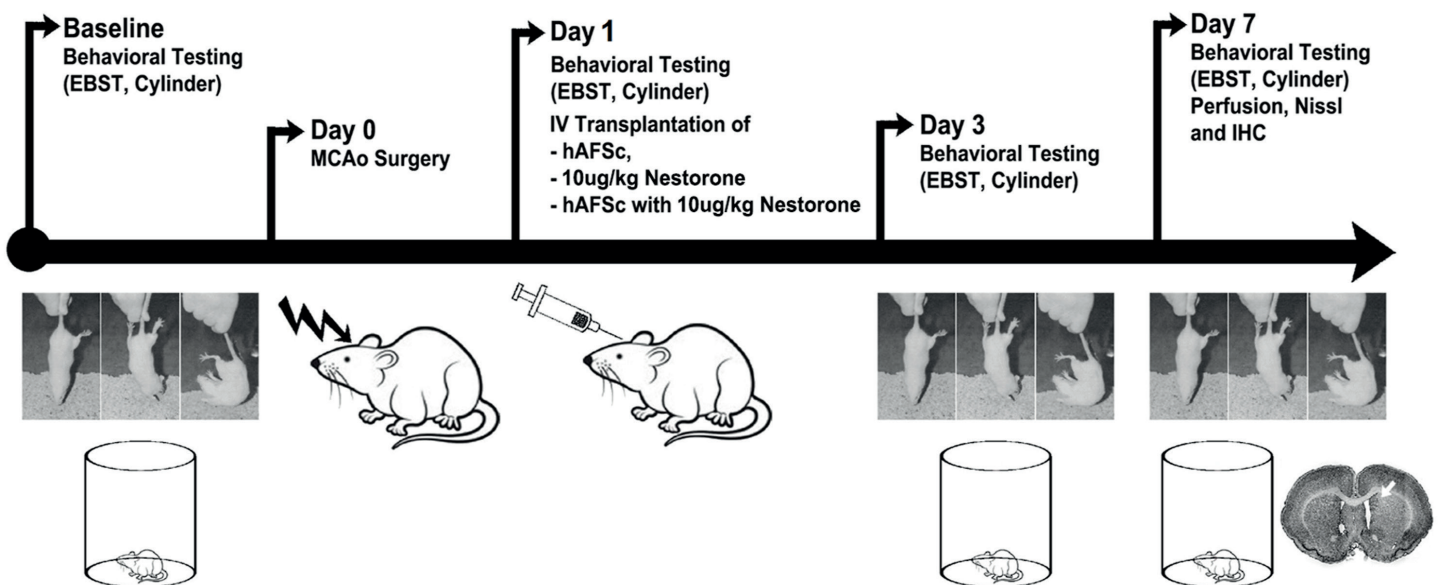 Baseline
Behavioral Testing
(EBST, Cylinder)
Day 0
MCAo Surgery
Day 1
Behavioral Testing
(EBST, Cylinder)
IV Transplantation of
- hAFSc,
- 10ug/kg Nestorone
- hAFSc with 10ug/kg Nestorone
Day 3
Behavioral Testing
(EBST, Cylinder)
Day 7
Behavioral Testing
(EBST, Cylinder)
Perfusion, Nissl
and IHC